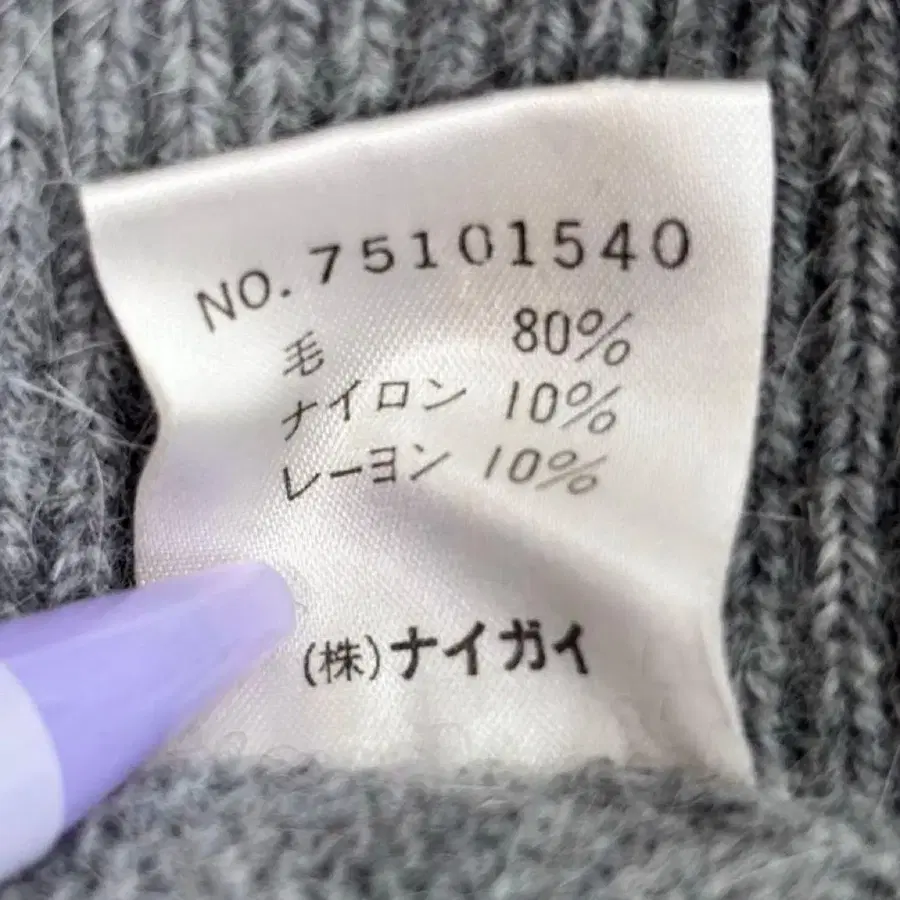 NO.75101540
毛 80%
ナイロン 10%
レーヨン 10%
(株)ナイガイ